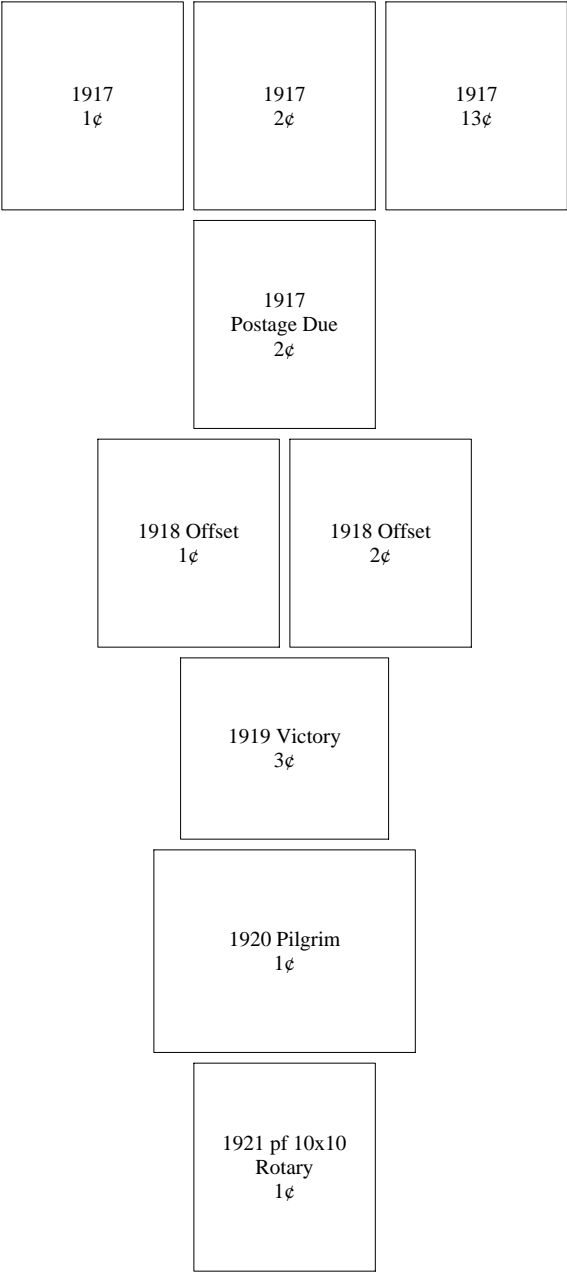 1917
1¢
1917
2¢
1917
13¢
1917
Postage Due
2¢
1918 Offset
1¢
1918 Offset
2¢
1919 Victory
3¢
1920 Pilgrim
1¢
1921 pf 10x10
Rotary
1¢